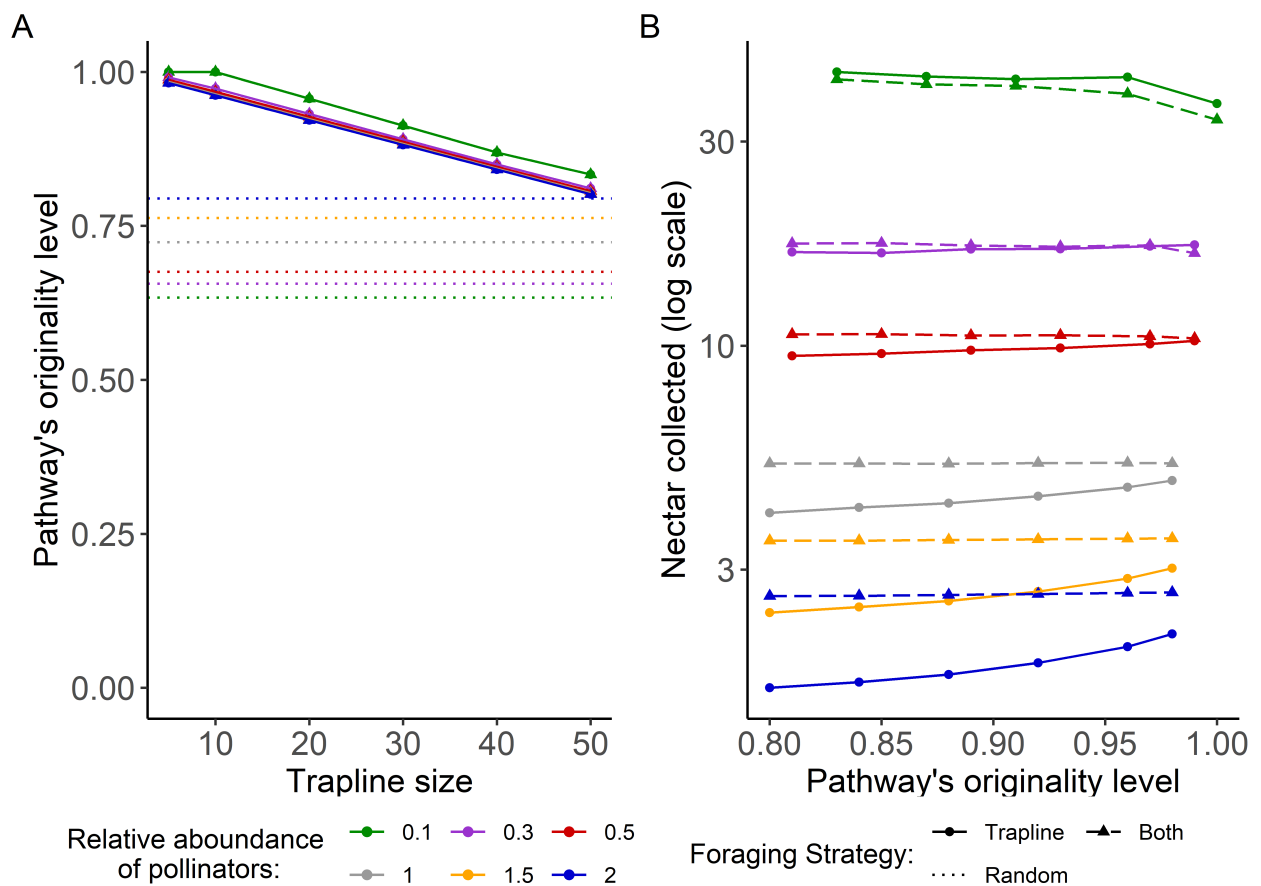 A
B
Pathway's originality level
1.00
0.75
0.50
0.25
0.00
10 20 30 40 50
Trapline size
Nectar collected (log scale)
30
10
3
0.80 0.85 0.90 0.95 1.00
Pathway's originality level
Relative aboundance
of pollinators:
0.1 0.3 0.5
1 1.5 2
Foraging Strategy:
Trapline Both
Random